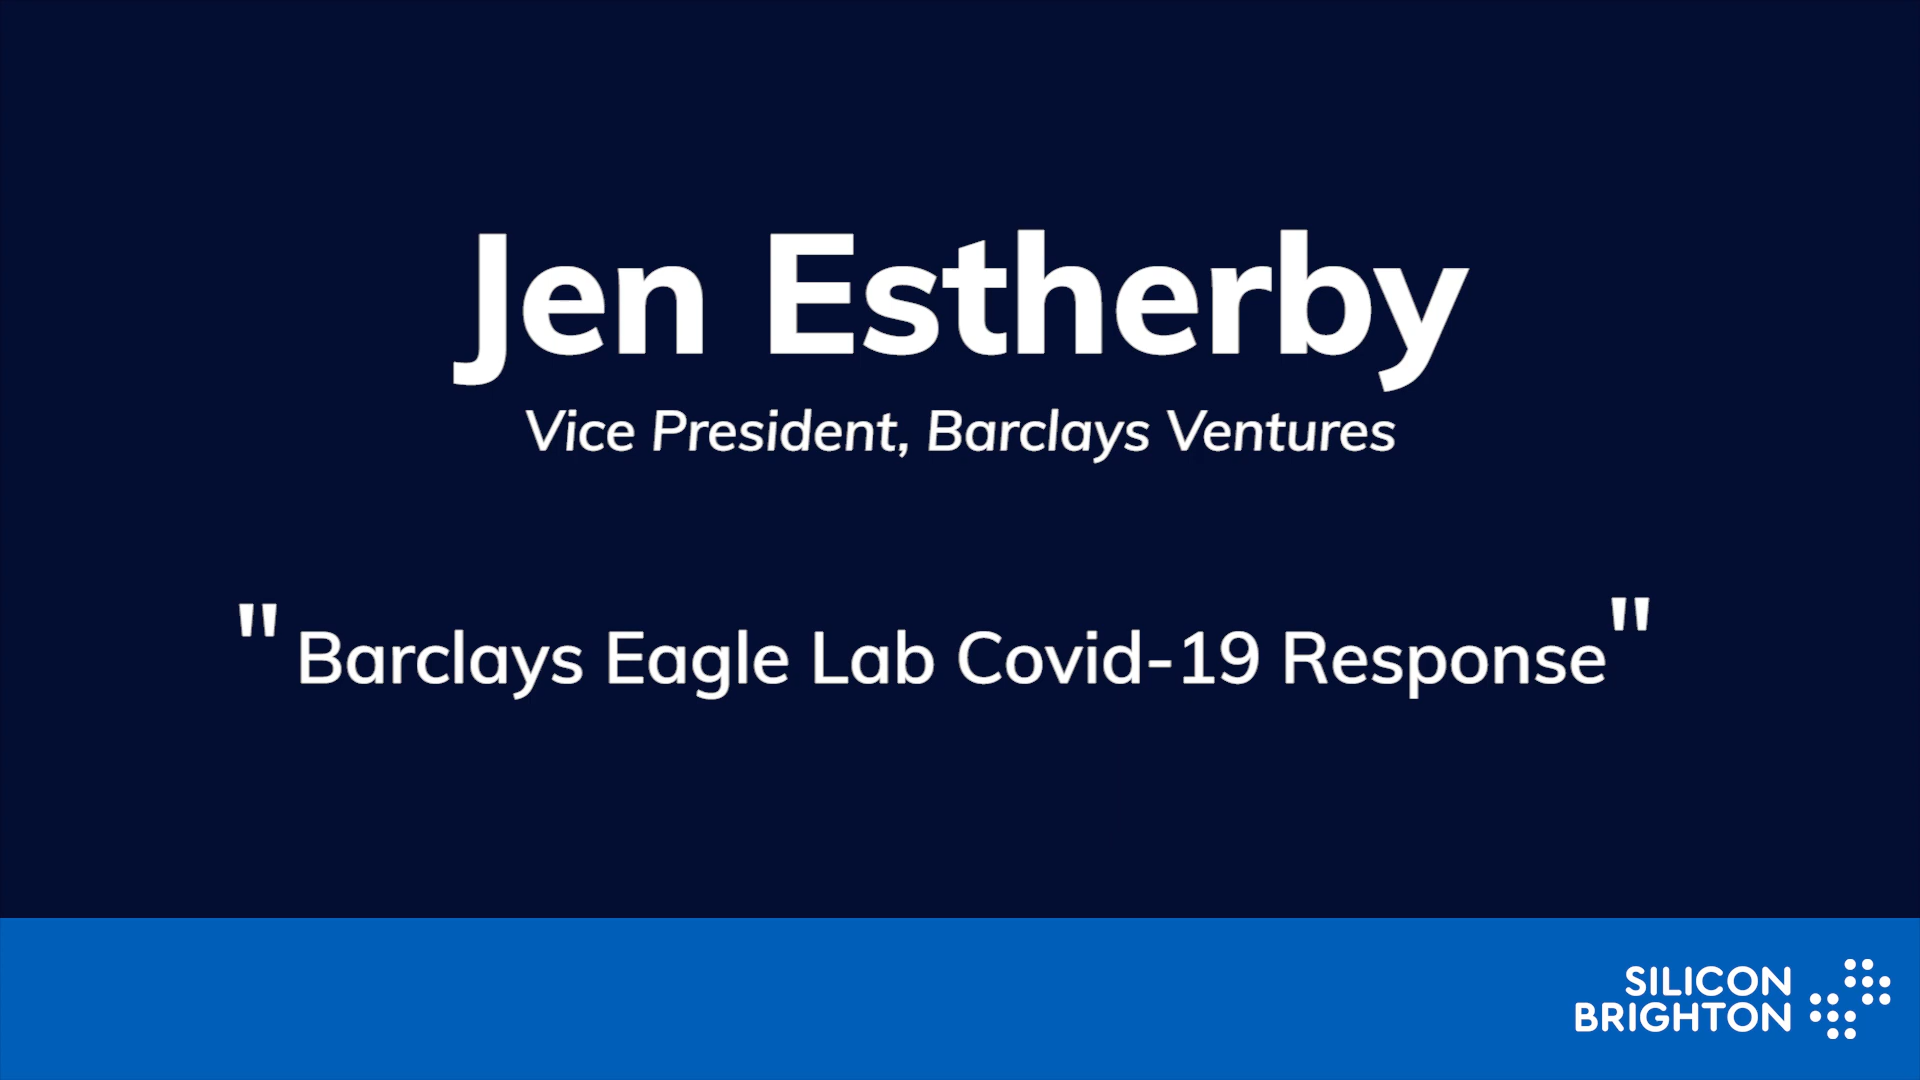 Jen Estherby
Vice President, Barclays Ventures
"Barclays Eagle Lab Covid-19 Response"
SILICON
BRIGHTON